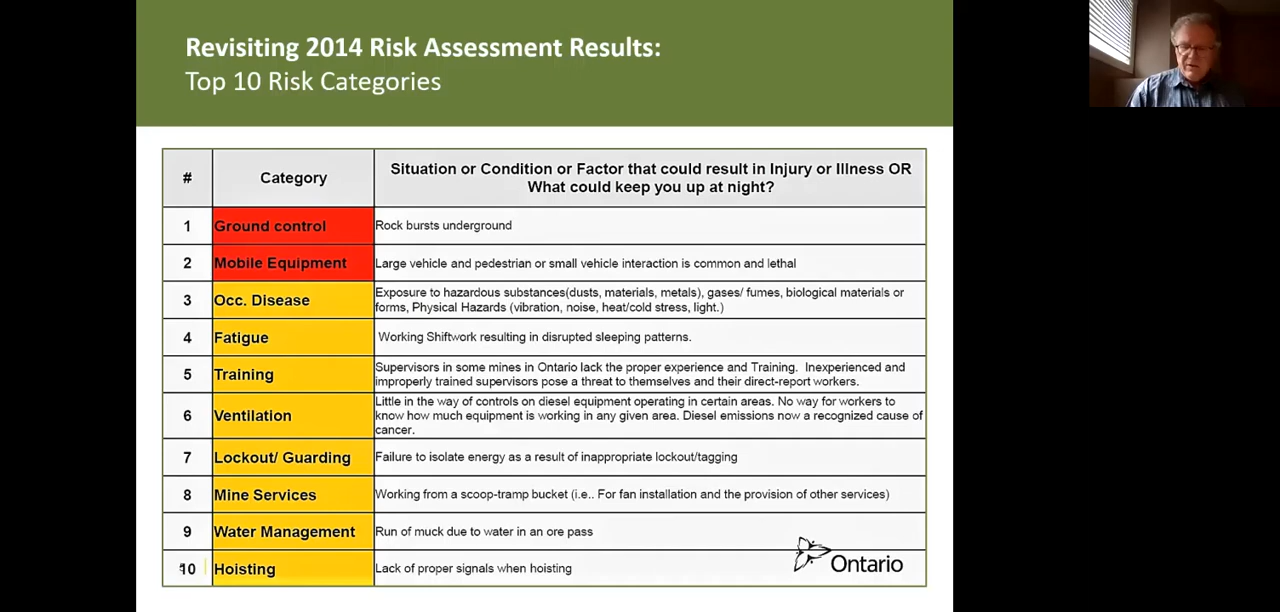 Revisiting 2014 Risk Assessment Results:
Top 10 Risk Categories
#
Category
Situation or Condition or Factor that could result in Injury or Illness OR
What could keep you up at night?
1
Ground control
Rock bursts underground
2
Mobile Equipment
Large vehicle and pedestrian or small vehicle interaction is common and lethal
3
Occ. Disease
Exposure to hazardous substances(dusts, materials, metals), gases/ fumes, biological materials or
forms, Physical Hazards (vibration, noise, heat/cold stress, light.)
4
Fatigue
Working Shiftwork resulting in disrupted sleeping patterns.
5
Training
Supervisors in some mines in Ontario lack the proper experience and Training. Inexperienced and
improperly trained supervisors pose a threat to themselves and their direct-report workers.
6
Ventilation
Little in the way of controls on diesel equipment operating in certain areas. No way for workers to
know how much equipment is working in any given area. Diesel emissions now a recognized cause of
cancer.
7
Lockout/ Guarding
Failure to isolate energy as a result of inappropriate lockout/tagging
8
Mine Services
Working from a scoop-tramp bucket (i.e.. For fan installation and the provision of other services)
9
Water Management
Run of muck due to water in an ore pass
10
Hoisting
Lack of proper signals when hoisting
Ontario